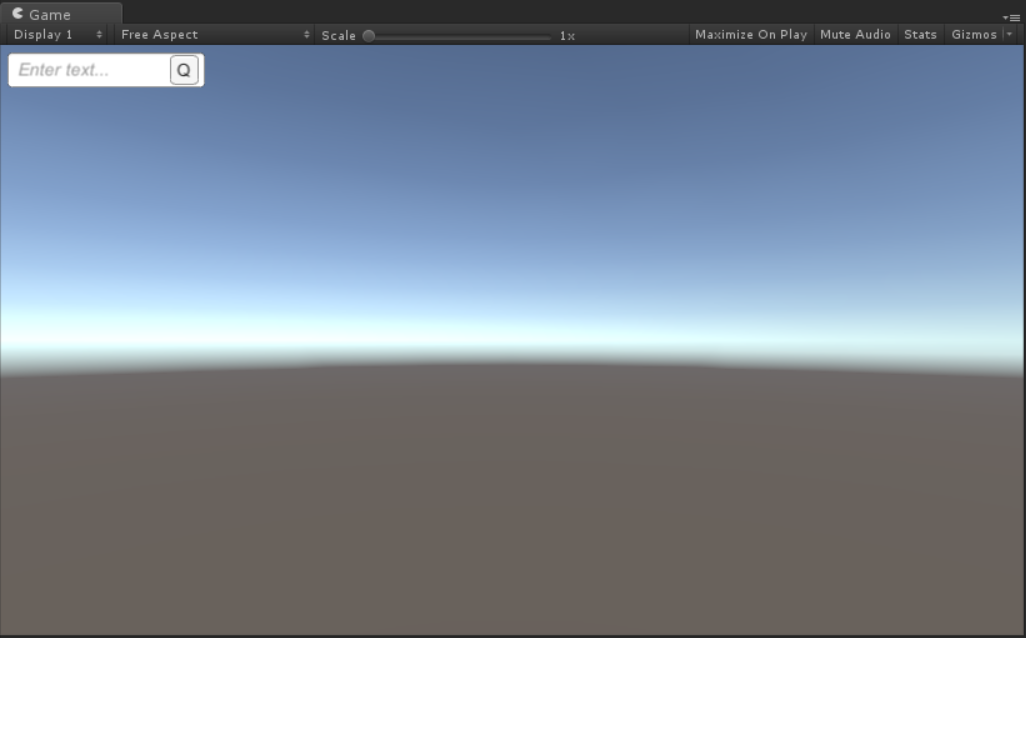 Game
Display 1 Free Aspect Scale 1x Maximize On Play Mute Audio Stats Gizmos
Enter text... Q